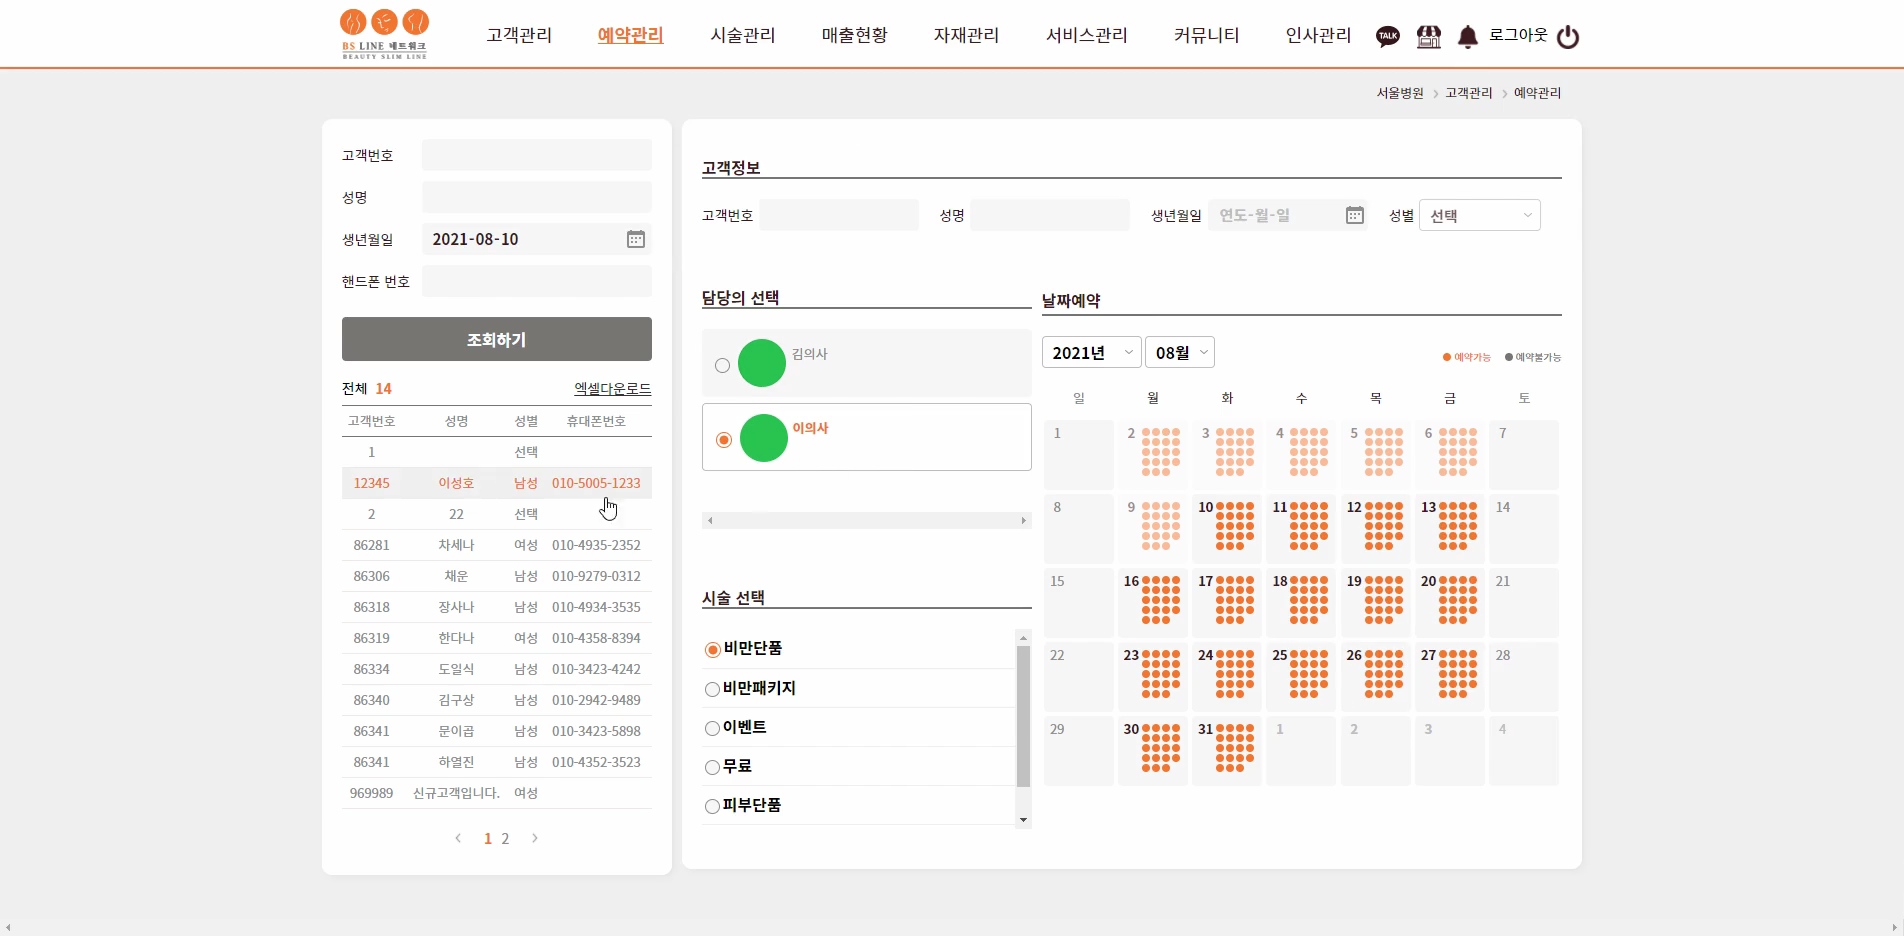 BS LINE 네트워크
BEAUTY SLIM LINE
고객관리 예약관리 시술관리 매출현황 자재관리 서비스관리 커뮤니티 인사관리 TALK 로그아웃
서울병원 > 고객관리 > 예약관리
고객번호
성명
생년월일 2021-08-10
핸드폰 번호
조회하기
전체 14 엑셀다운로드
고객번호 성명 성별 휴대폰번호
1 선택
12345 이성호 남성 010-5005-1233
2 22 선택
86281 차세나 여성 010-4935-2352
86306 채운 남성 010-9279-0312
86318 장사나 남성 010-4934-3535
86319 한다나 여성 010-4358-8394
86334 도일식 남성 010-3423-4242
86340 김구상 남성 010-2942-9489
86341 문이곱 남성 010-3423-5898
86341 하열진 남성 010-4352-3523
969989 신규고객입니다. 여성
< 1 2 >
고객정보
고객번호 성명 생년월일 연도-월-일 성별 선택
담당의 선택
김의사
이의사
시술 선택
비만단품
비만패키지
이벤트
무료
피부단품
날짜예약
2021년 08월
예약가능 예약불가능
일 월 화 수 목 금 토
1 2 3 4 5 6 7
8 9 10 11 12 13 14
15 16 17 18 19 20 21
22 23 24 25 26 27 28
29 30 31 1 2 3 4